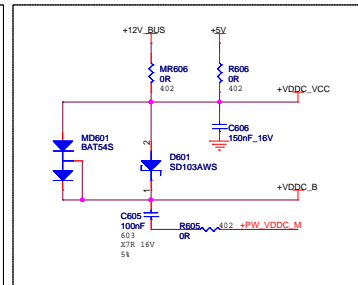 +12V_BUS
+5V
MR606
0R
402
R606
0R
402
+VDDC_VCC
C606
150nF_16V
MD601
BAT54S
2
D601
SD103AWS
1
+VDDC_B
C605
100nF
603
X7R 16V
5%
R605
0R
402
+PW_VDDC_M